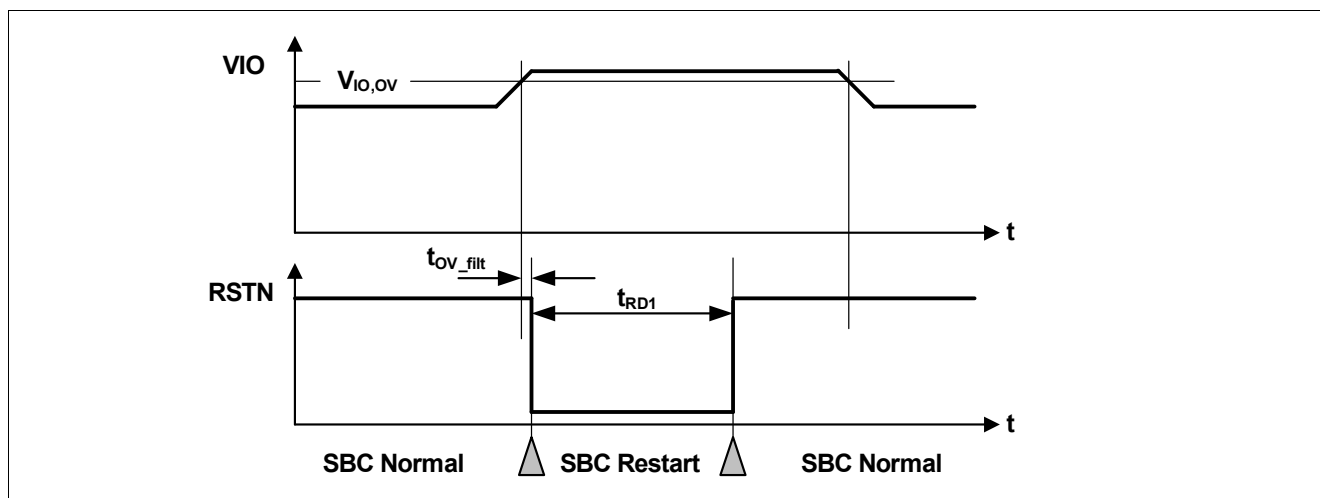 VIO
VIO,OV
t
tOV_filt
RSTN
tRD1
t
SBC Normal
SBC Restart
SBC Normal